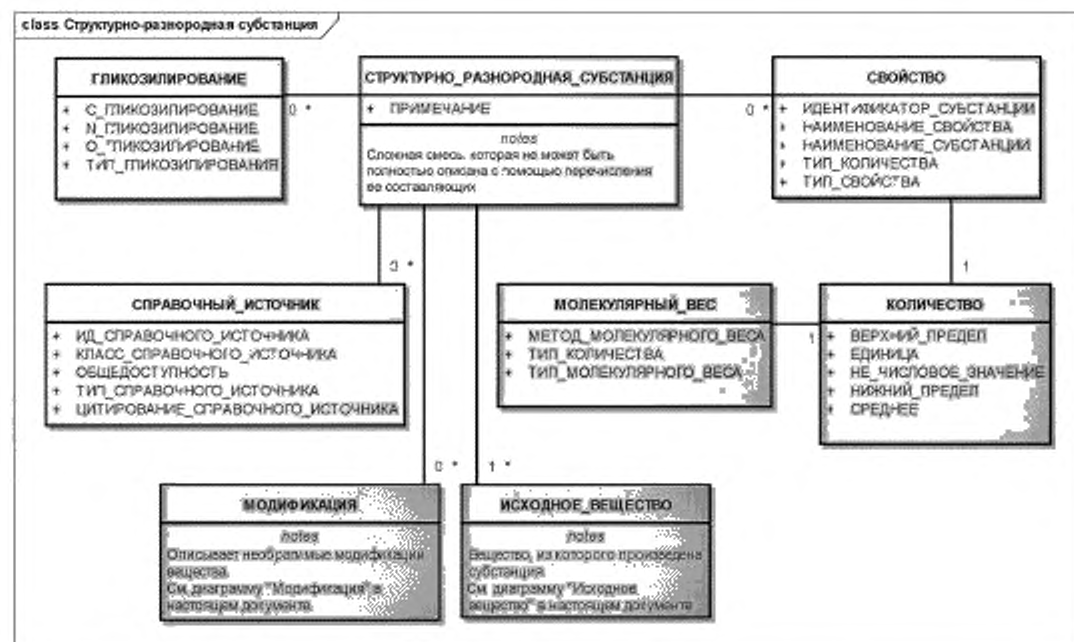 class Структурно-разнородная субстанция
ГЛИКОЗИЛИРОВАНИЕ
+ С_ГЛИКОЗИЛИРОВАНИЕ
+ N_ГЛИКОЗИЛИРОВАНИЕ
+ О_ГЛИКОЗИЛИРОВАНИЕ
+ ТИП_ГЛИКОЗИЛИРОВАНИЯ
0 *
СТРУКТУРНО_РАЗНОРОДНАЯ_СУБСТАНЦИЯ
+ ПРИМЕЧАНИЕ
notes
Сложная смесь, которая не может быть
полностью описана с помощью перечисления
ее составляющих
0 *
СВОЙСТВО
+ ИДЕНТИФИКАТОР_СУБСТАНЦИИ
+ НАИМЕНОВАНИЕ_СВОЙСТВА
+ НАИМЕНОВАНИЕ_СУБСТАНЦИИ
+ ТИП_КОЛИЧЕСТВА
+ ТИП_СВОЙСТВА
0 *
1
СПРАВОЧНЫЙ_ИСТОЧНИК
+ ИД_СПРАВОЧНОГО_ИСТОЧНИКА
+ КЛАСС_СПРАВОЧНОГО_ИСТОЧНИКА
+ ОБЩЕДОСТУПНОСТЬ
+ ТИП_СПРАВОЧНОГО_ИСТОЧНИКА
+ ЦИТИРОВАНИЕ_СПРАВОЧНОГО_ИСТОЧНИКА
МОЛЕКУЛЯРНЫЙ_ВЕС
+ МЕТОД_МОЛЕКУЛЯРНОГО_ВЕСА
+ ТИП_КОЛИЧЕСТВА
+ ТИП_МОЛЕКУЛЯРНОГО_ВЕСА
1
КОЛИЧЕСТВО
+ ВЕРХНИЙ_ПРЕДЕЛ
+ ЕДИНИЦА
+ НЕ_ЧИСЛОВОЕ_ЗНАЧЕНИЕ
+ НИЖНИЙ_ПРЕДЕЛ
+ СРЕДНЕЕ
0 *
1 *
МОДИФИКАЦИЯ
notes
Описывает необратимые модификации
вещества.
См. диаграмму "Модификация" в
настоящем документе.
ИСХОДНОЕ_ВЕЩЕСТВО
notes
Вещество, из которого произведена
субстанция.
См. диаграмму "Исходное
вещество" в настоящем документе